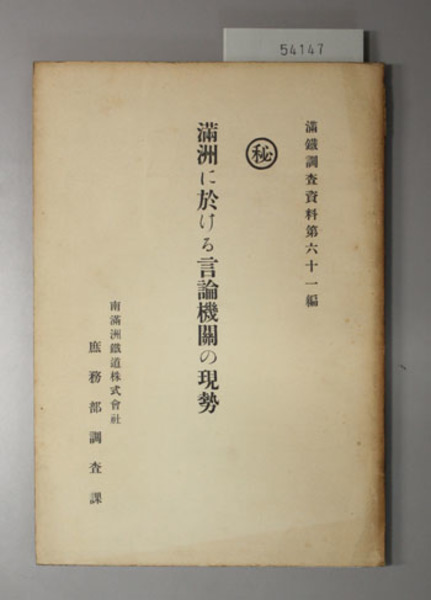 54147
滿鐵調査資料第六十一編
㊙
滿洲に於ける言論機關の現勢
南滿洲鐵道株式會社
庶務部調査課